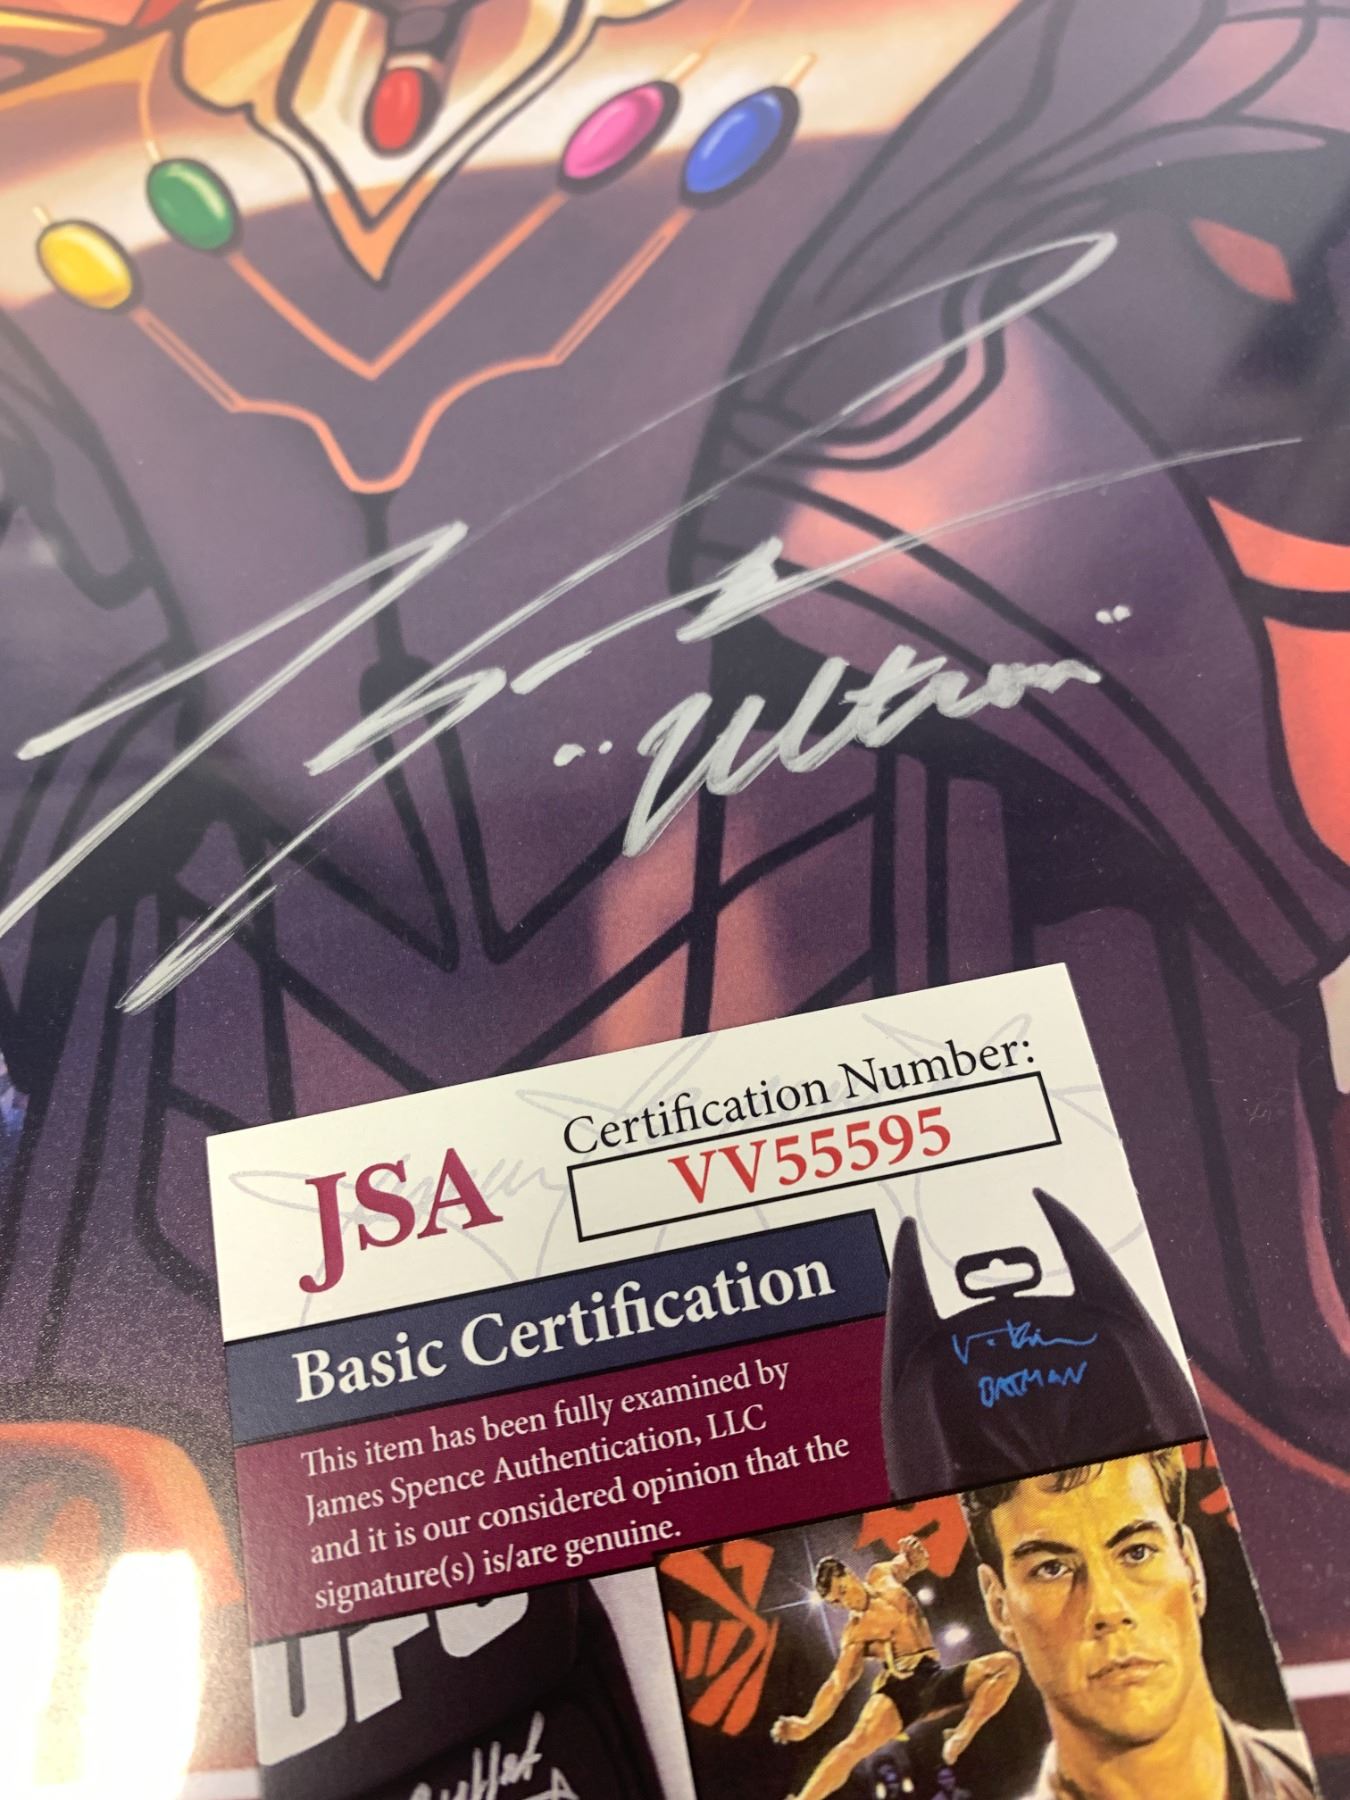 "Ultron"
Certification Number:
JSA
VV55595
Basic Certification
This item has been fully examined by
James Spence Authentication, LLC
and it is our considered opinion that the
signature(s) is/are genuine.
BATMAN
UFC